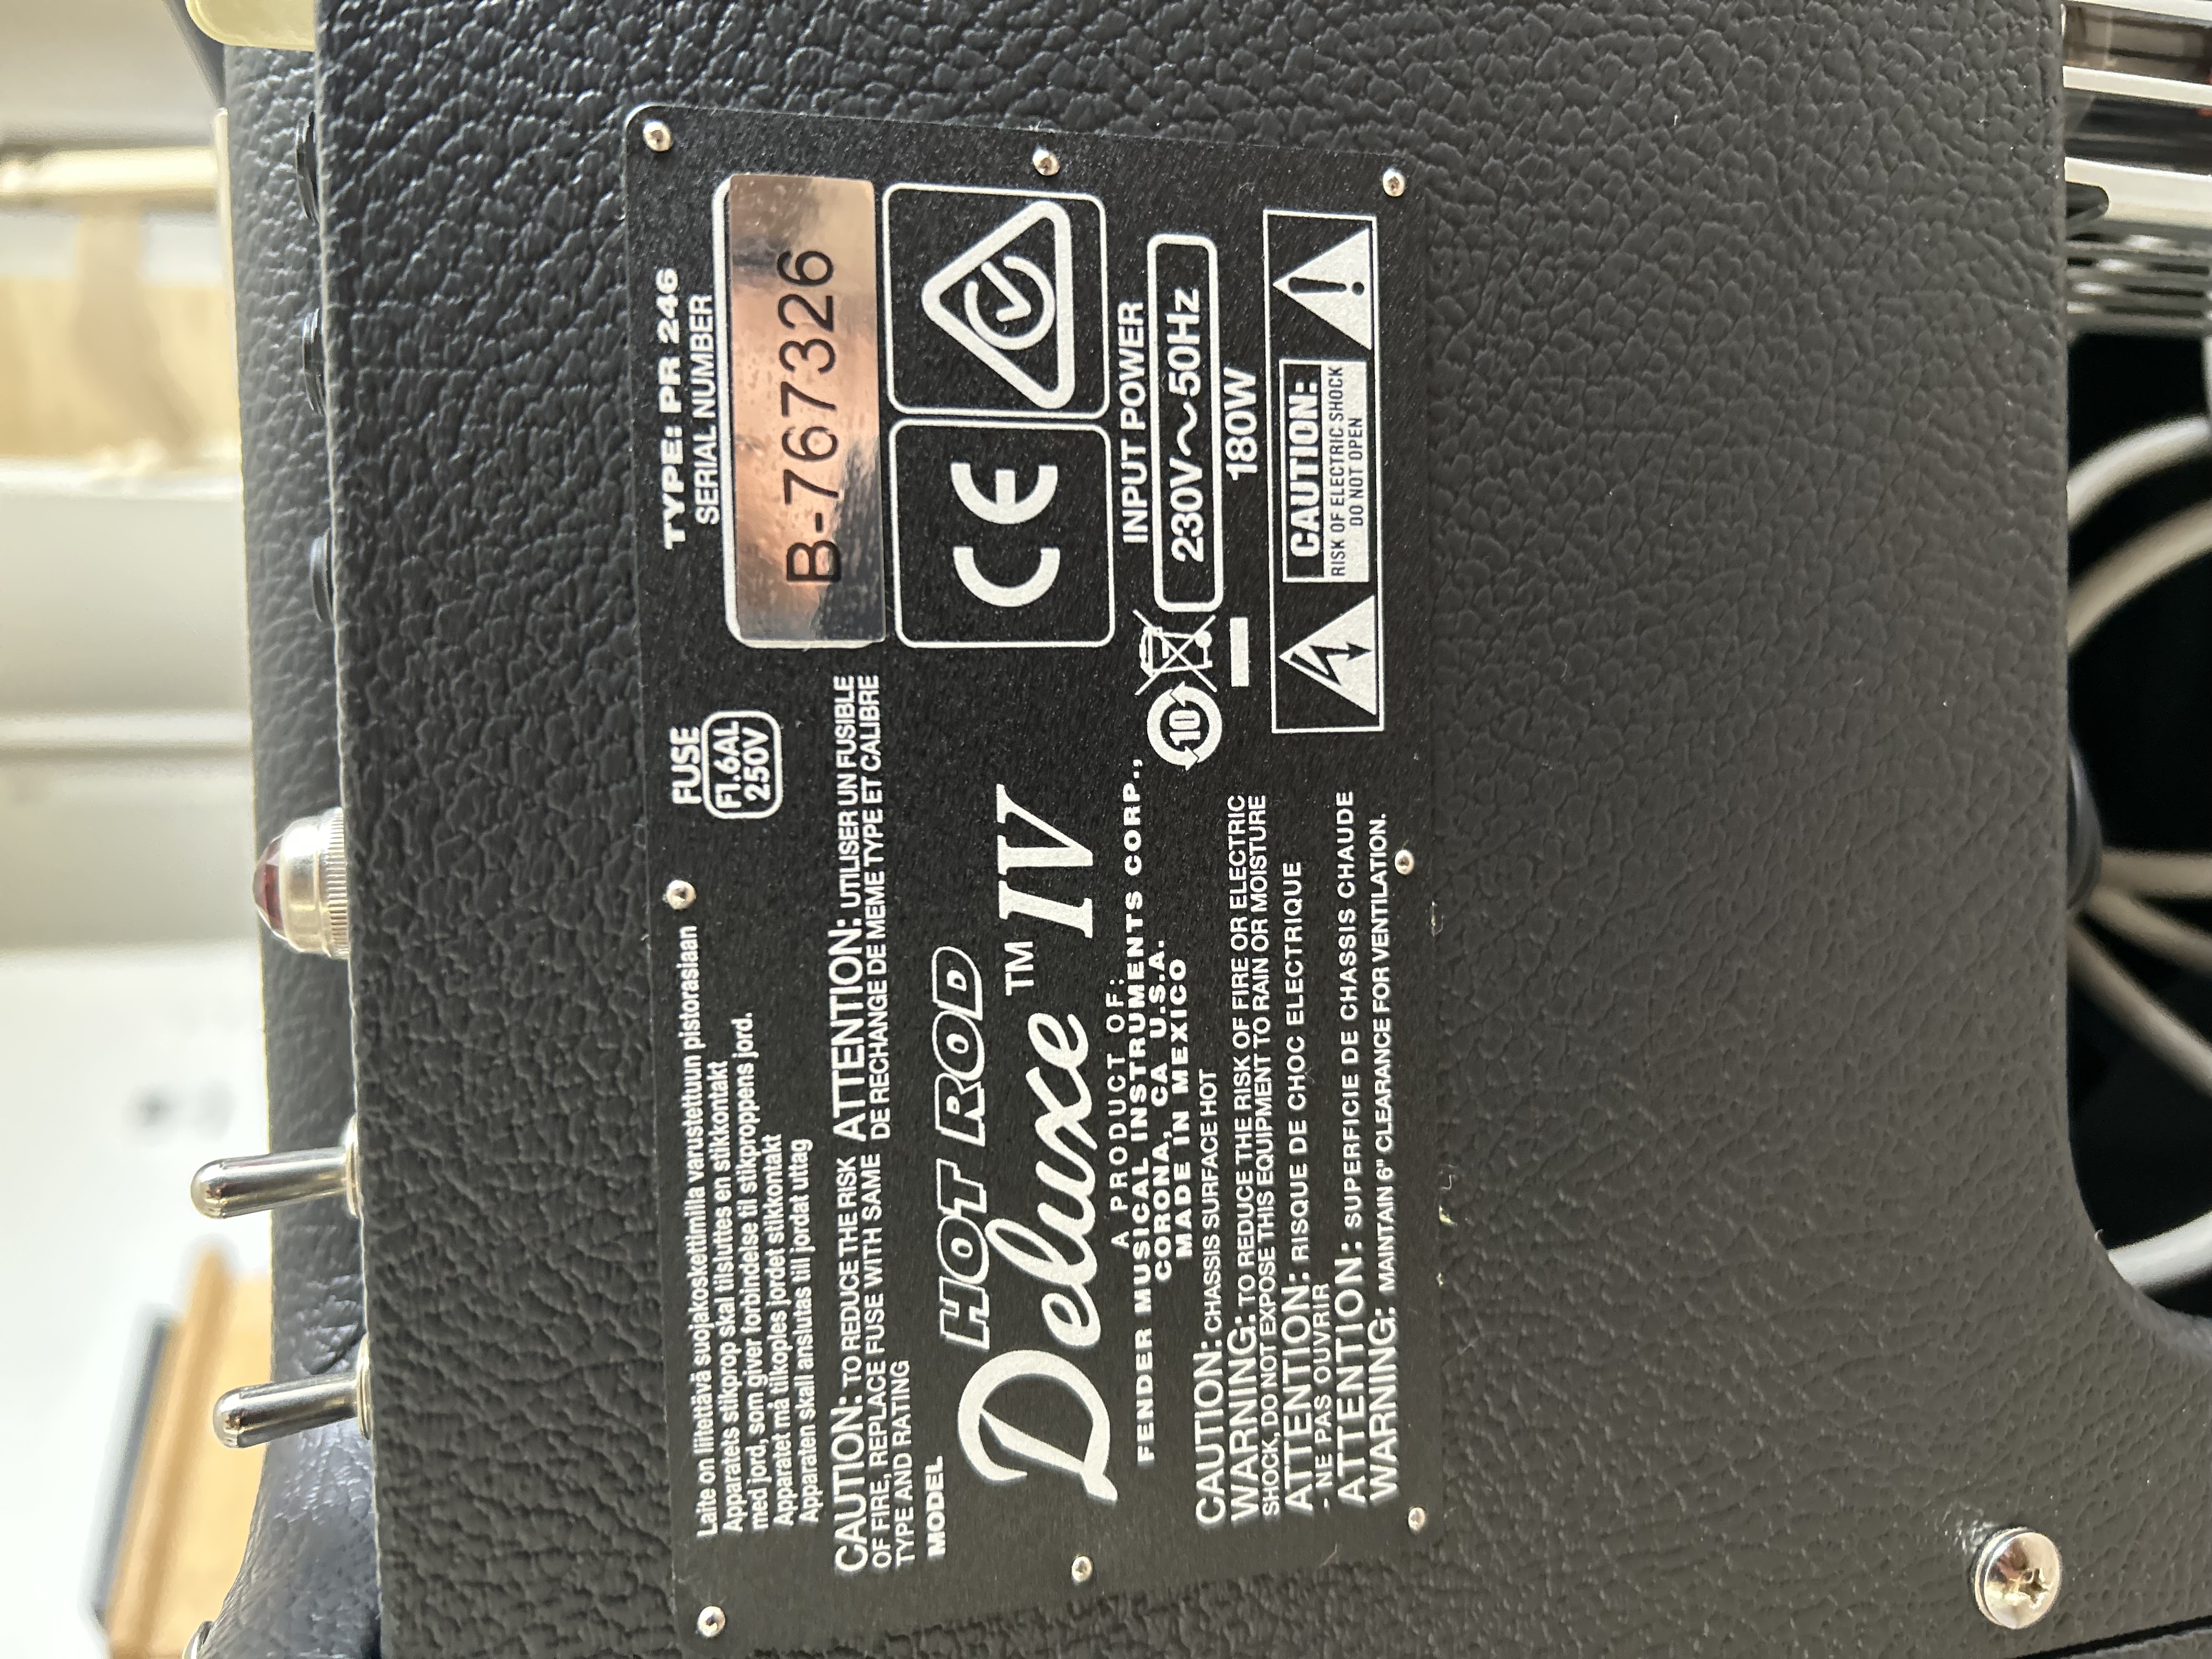 Laite on liitettävä suojakoskettimilla varustettuun pistorasiaan
Apparatets stikprop skal tilsluttes en stikkontakt
med jord, som giver forbindelse til stikproppens jord.
Apparatet må tilkoples jordet stikkontakt
Apparaten skall anslutas till jordat uttag
FUSE
F1.6AL
250V
TYPE: PR 246
SERIAL NUMBER
B-767326
CAUTION: TO REDUCE THE RISK
OF FIRE, REPLACE FUSE WITH SAME
TYPE AND RATING
ATTENTION: UTILISER UN FUSIBLE
DE RECHANGE DE MEME TYPE ET CALIBRE
MODEL
HOT ROD
Deluxe™ IV
A PRODUCT OF:
FENDER MUSICAL INSTRUMENTS CORP.,
CORONA, CA U.S.A.
MADE IN MEXICO
CE
10
INPUT POWER
230V~50Hz
180W
CAUTION: CHASSIS SURFACE HOT
WARNING: TO REDUCE THE RISK OF FIRE OR ELECTRIC
SHOCK, DO NOT EXPOSE THIS EQUIPMENT TO RAIN OR MOISTURE
ATTENTION: RISQUE DE CHOC ELECTRIQUE
- NE PAS OUVRIR
ATTENTION: SUPERFICIE DE CHASSIS CHAUDE
WARNING: MAINTAIN 6" CLEARANCE FOR VENTILATION.
CAUTION:
RISK OF ELECTRIC SHOCK
DO NOT OPEN